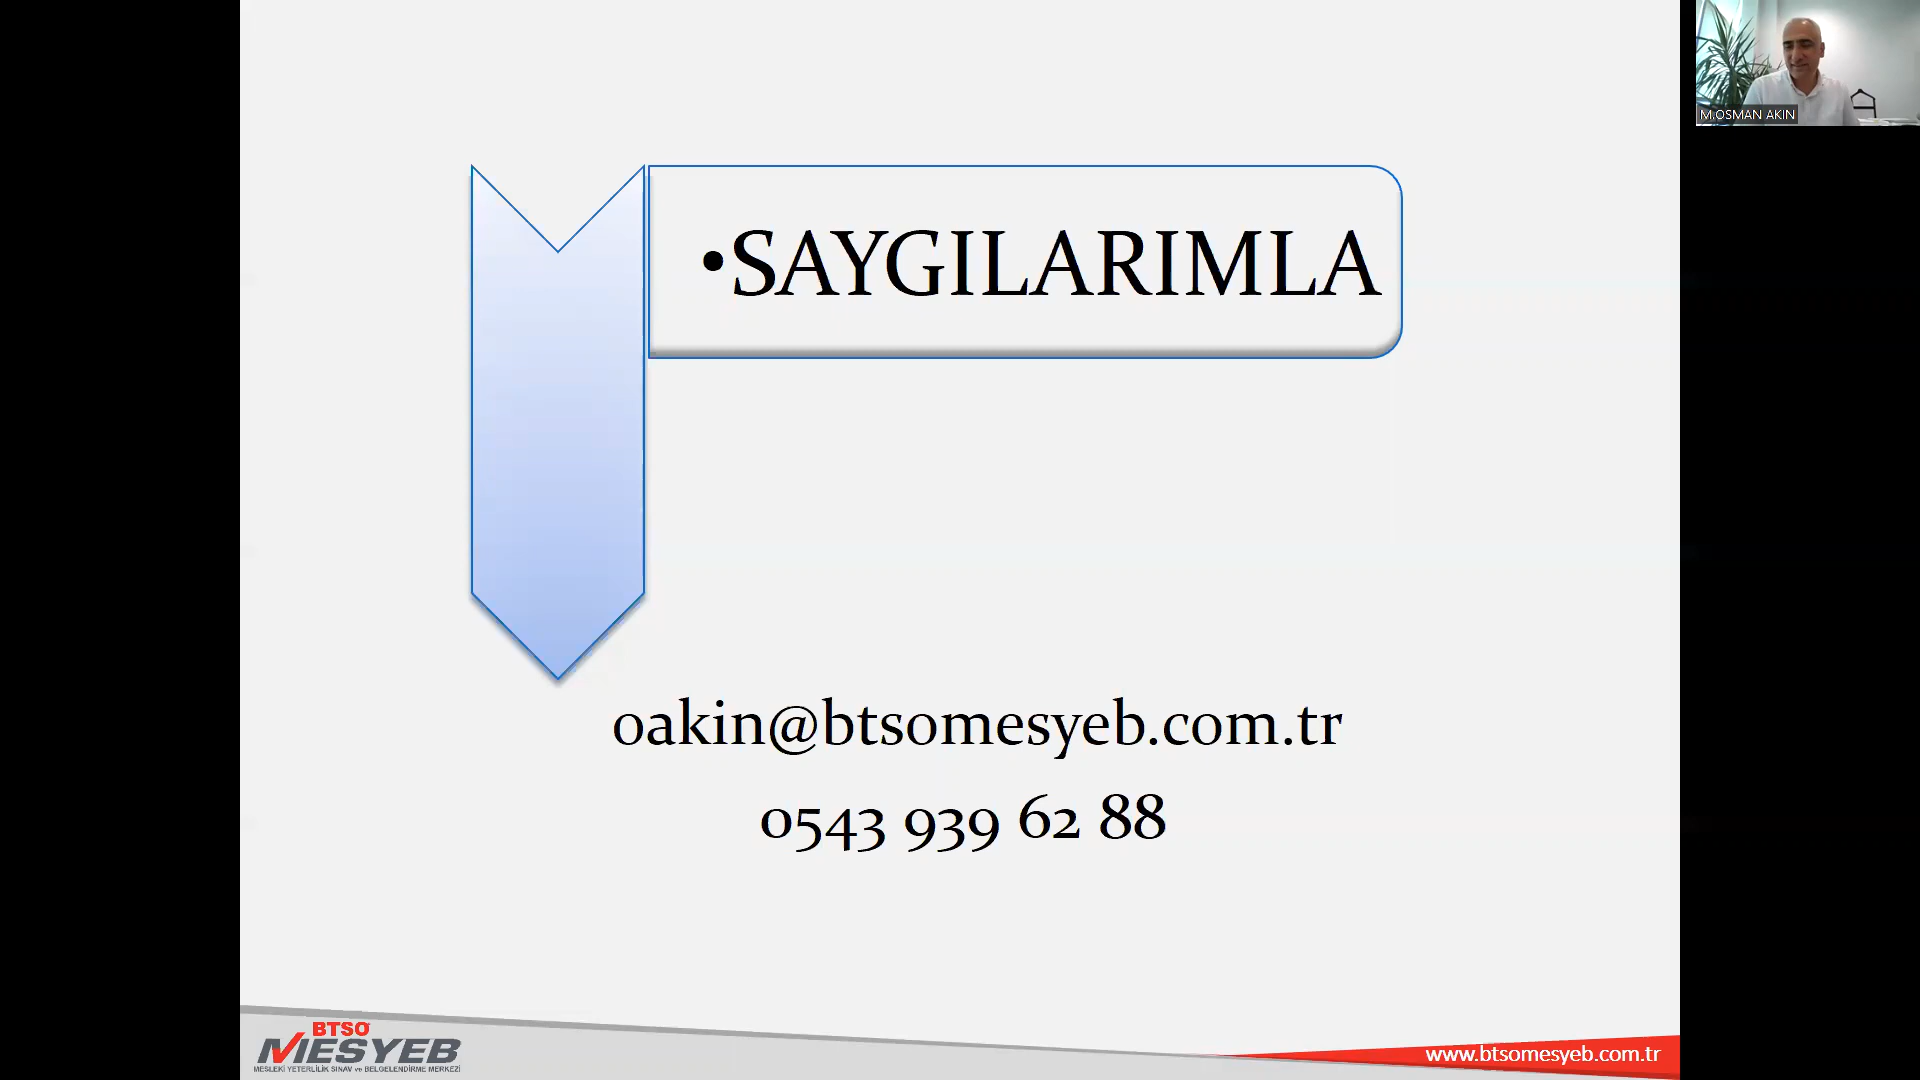 M.OSMAN AKIN
•SAYGILARIMLA
oakin@btsomesyeb.com.tr
0543 939 62 88
BTSO
MESYEB
MESLEKİ YETERLİLİK SINAV ve BELGELENDİRME MERKEZİ
www.btsomesyeb.com.tr